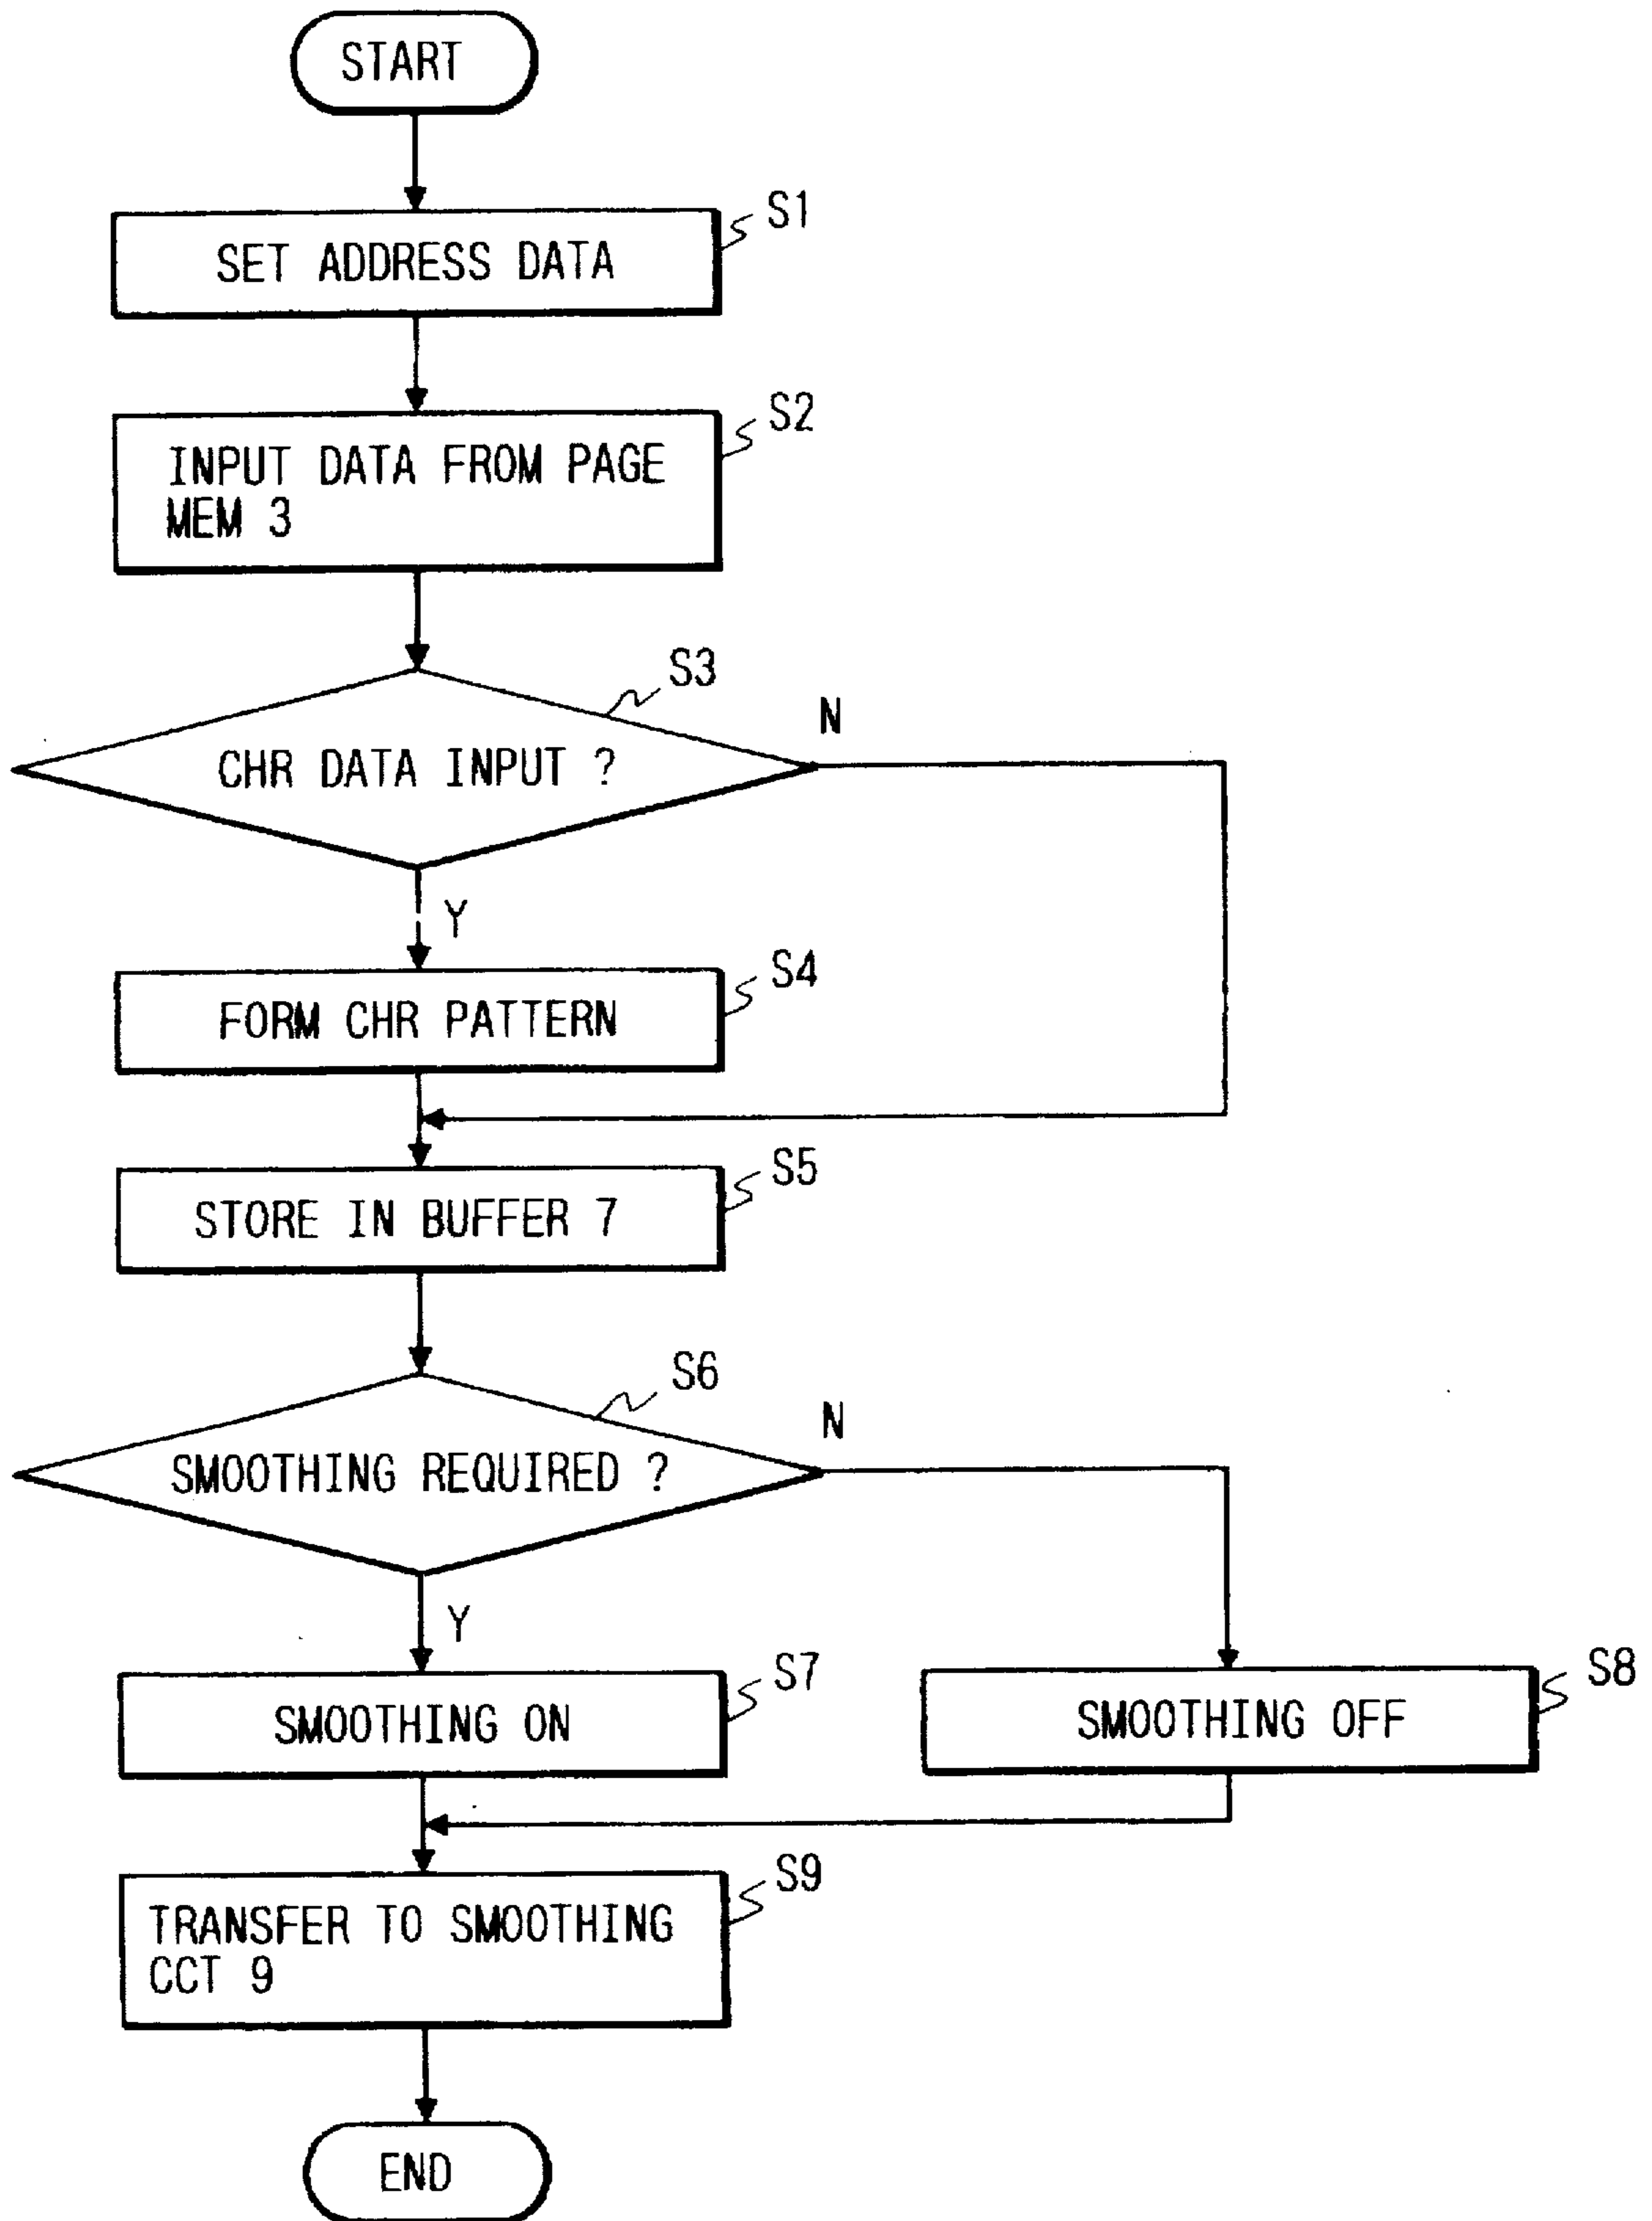 START
S1
SET ADDRESS DATA
S2
INPUT DATA FROM PAGE
MEM 3
S3
N
CHR DATA INPUT ?
Y
S4
FORM CHR PATTERN
S5
STORE IN BUFFER 7
S6
N
SMOOTHING REQUIRED ?
Y
S7
SMOOTHING ON
S8
SMOOTHING OFF
S9
TRANSFER TO SMOOTHING
CCT 9
END